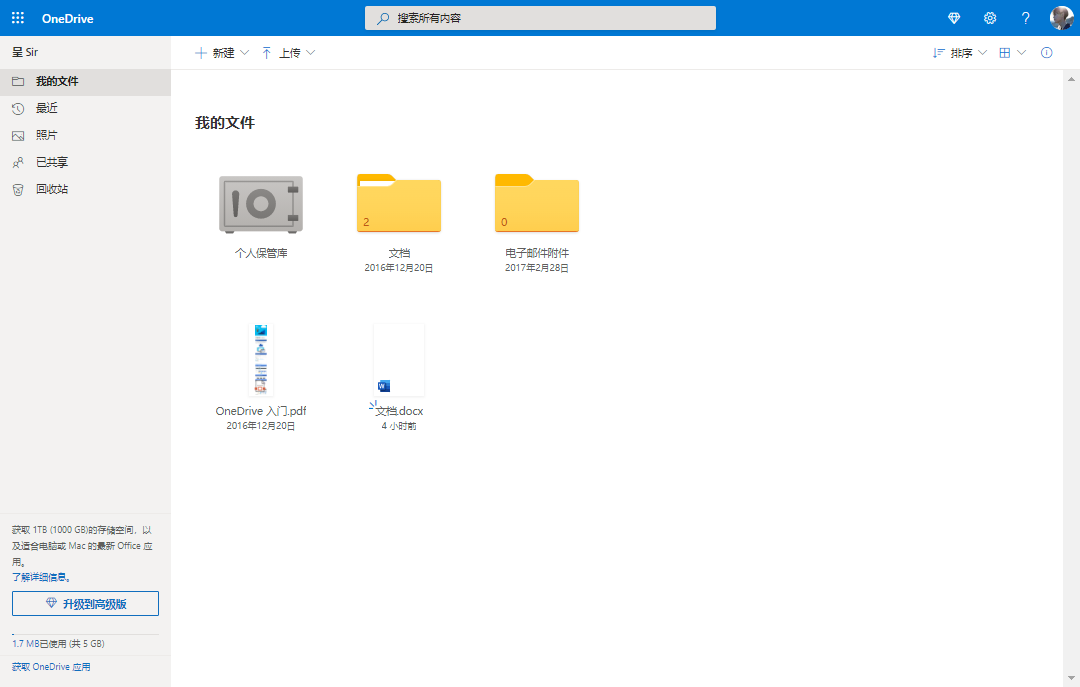 OneDrive
搜索所有内容
呈 Sir
新建
上传
排序
我的文件
最近
照片
已共享
回收站
我的文件
个人保管库
2
文档
2016年12月20日
0
电子邮件附件
2017年2月28日
OneDrive 入门.pdf
2016年12月20日
文档.docx
4 小时前
获取 1TB (1000 GB)的存储空间，以
及适合电脑或 Mac 的最新 Office 应
用。
了解详细信息。
升级到高级版
1.7 MB已使用 (共 5 GB)
获取 OneDrive 应用